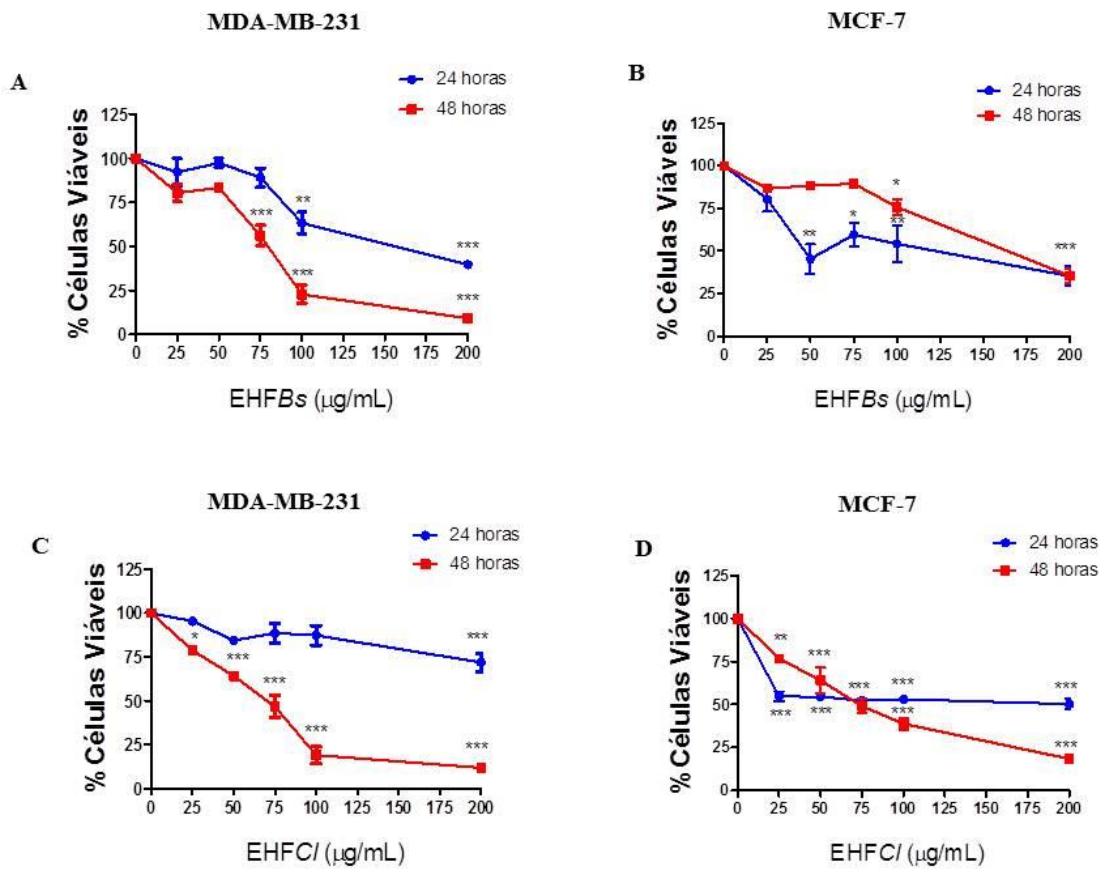 MDA-MB-231
A
24 horas
48 horas
% Células Viáveis
125
100
75
50
25
0
***
**
***
***
***
0 25 50 75 100 125 150 175 200
EHFBs (µg/mL)
MCF-7
B
24 horas
48 horas
% Células Viáveis
125
100
75
50
25
0
**
*
*
**
***
0 25 50 75 100 125 150 175 200
EHFBs (µg/mL)
MDA-MB-231
C
24 horas
48 horas
% Células Viáveis
125
100
75
50
25
0
*
***
***
***
***
***
0 25 50 75 100 125 150 175 200
EHFCl (µg/mL)
MCF-7
D
24 horas
48 horas
% Células Viáveis
125
100
75
50
25
0
**
***
***
***
***
***
***
***
***
0 25 50 75 100 125 150 175 200
EHFCl (µg/mL)